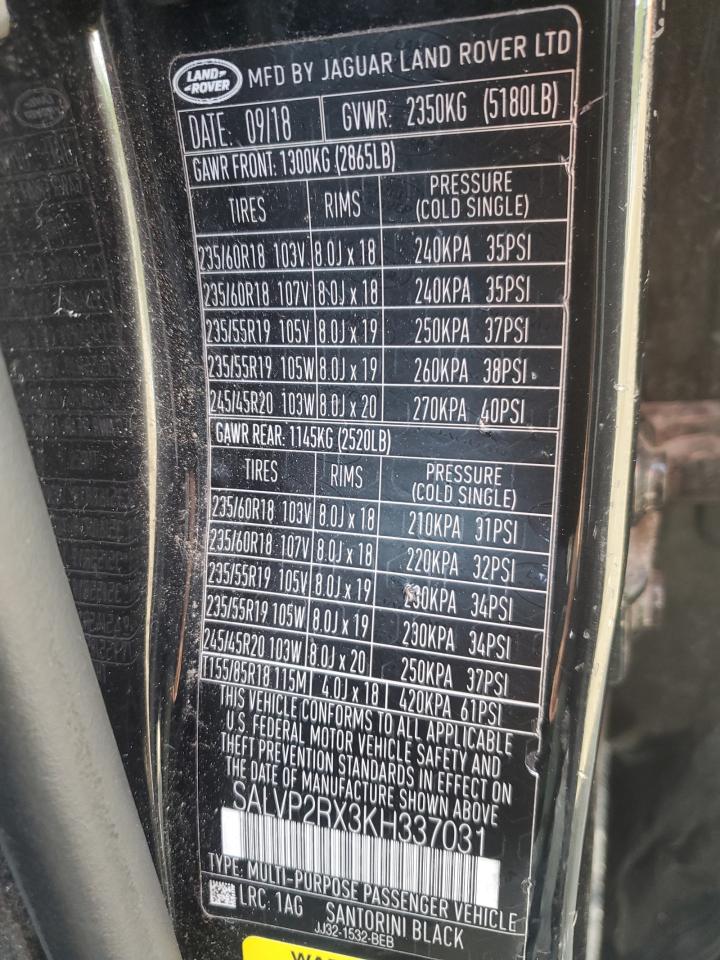 LAND ROVER MFD BY JAGUAR LAND ROVER LTD
DATE: 09/18 GVWR: 2350KG (5180LB)
GAWR FRONT: 1300KG (2865LB)
TIRES RIMS PRESSURE (COLD SINGLE)
235/60R18 103V 8.0J x 18 240KPA 35PSI
235/60R18 107V 8.0J x 18 240KPA 35PSI
235/55R19 105V 8.0J x 19 250KPA 37PSI
235/55R19 105W 8.0J x 19 260KPA 38PSI
245/45R20 103W 8.0J x 20 270KPA 40PSI
GAWR REAR: 1145KG (2520LB)
TIRES RIMS PRESSURE (COLD SINGLE)
235/60R18 103V 8.0J x 18 210KPA 31PSI
235/60R18 107V 8.0J x 18 220KPA 32PSI
235/55R19 105V 8.0J x 19 230KPA 34PSI
235/55R19 105W 8.0J x 19 230KPA 34PSI
245/45R20 103W 8.0J x 20 250KPA 37PSI
T155/85R18 115M 4.0J x 18 420KPA 61PSI
THIS VEHICLE CONFORMS TO ALL APPLICABLE
U.S. FEDERAL MOTOR VEHICLE SAFETY AND
THEFT PREVENTION STANDARDS IN EFFECT ON
THE DATE OF MANUFACTURE SHOWN ABOVE
SALVP2RX3KH337031
TYPE: MULTI-PURPOSE PASSENGER VEHICLE
LRC: 1AG SANTORINI BLACK
JJ32-1532-BEB